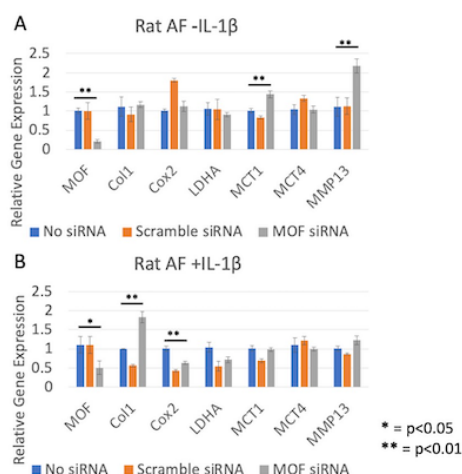 A
Rat AF -IL-1β
Relative Gene Expression
2.5
2
1.5
1
0.5
0
** ** **
MOF Col1 Cox2 LDHA MCT1 MCT4 MMP13
No siRNA Scramble siRNA MOF siRNA
B
Rat AF +IL-1β
Relative Gene Expression
2.5
2
1.5
1
0.5
0
* ** **
MOF Col1 Cox2 LDHA MCT1 MCT4 MMP13
No siRNA Scramble siRNA MOF siRNA
* = p<0.05
** = p<0.01